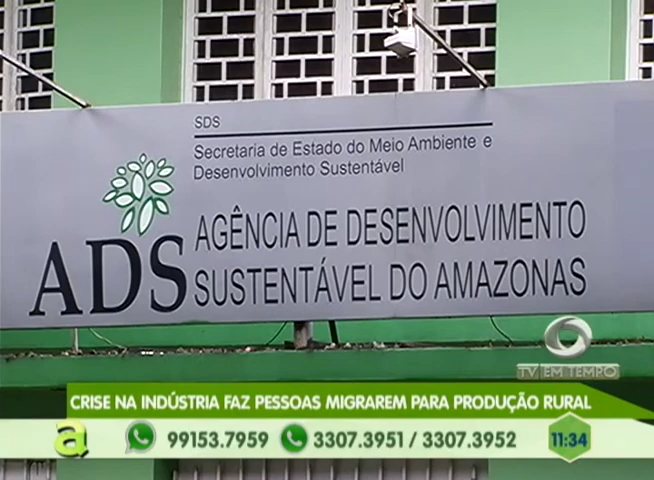 SDS
Secretaria de Estado do Meio Ambiente e
Desenvolvimento Sustentável
ADS
AGÊNCIA DE DESENVOLVIMENTO
SUSTENTÁVEL DO AMAZONAS
TV EM TEMPO
CRISE NA INDÚSTRIA FAZ PESSOAS MIGRAREM PARA PRODUÇÃO RURAL
a 99153.7959 3307.3951 / 3307.3952 11:34